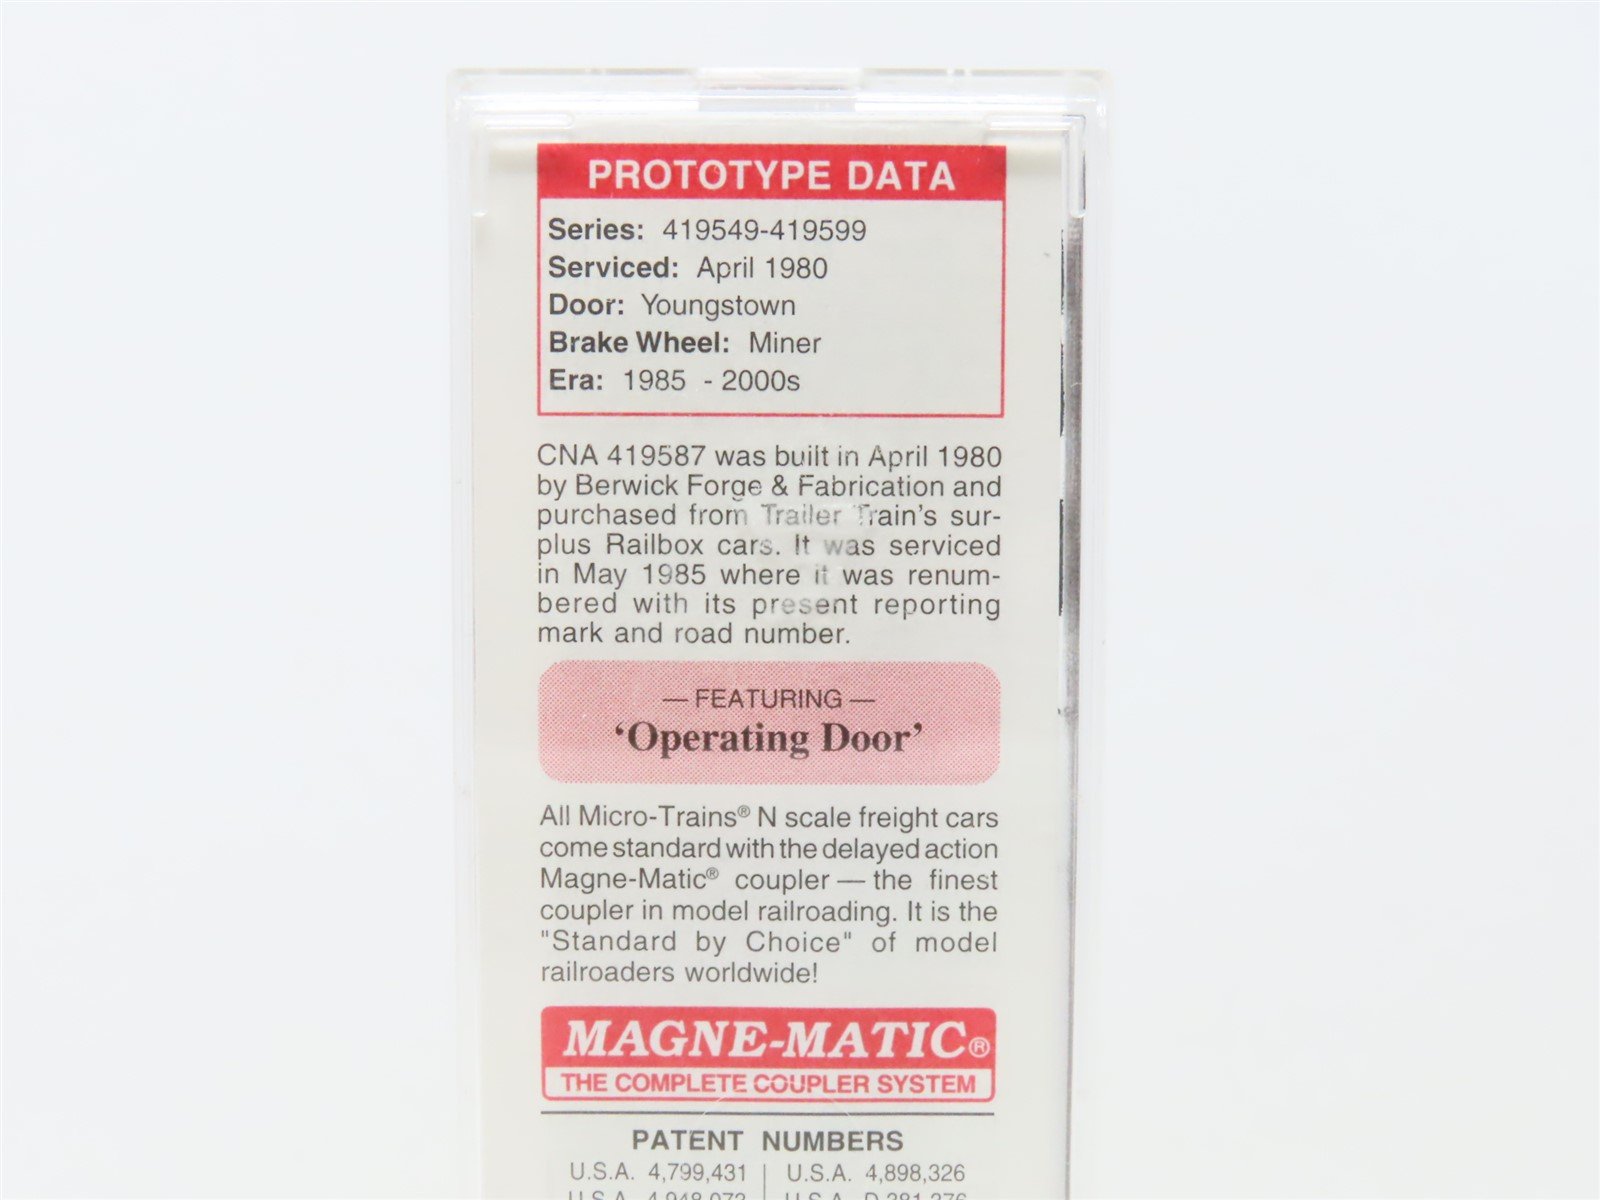 PROTOTYPE DATA
Series: 419549-419599
Serviced: April 1980
Door: Youngstown
Brake Wheel: Miner
Era: 1985 - 2000s
CNA 419587 was built in April 1980
by Berwick Forge & Fabrication and
purchased from Trailer Train's sur-
plus Railbox cars. It was serviced
in May 1985 where it was renum-
bered with its present reporting
mark and road number.
— FEATURING —
‘Operating Door’
All Micro-Trains® N scale freight cars
come standard with the delayed action
Magne-Matic® coupler — the finest
coupler in model railroading. It is the
"Standard by Choice" of model
railroaders worldwide!
MAGNE-MATIC®
THE COMPLETE COUPLER SYSTEM
PATENT NUMBERS
U.S.A. 4,799,431 | U.S.A. 4,898,326
U.S.A. 4,948,073 | U.S.A. D,381,276